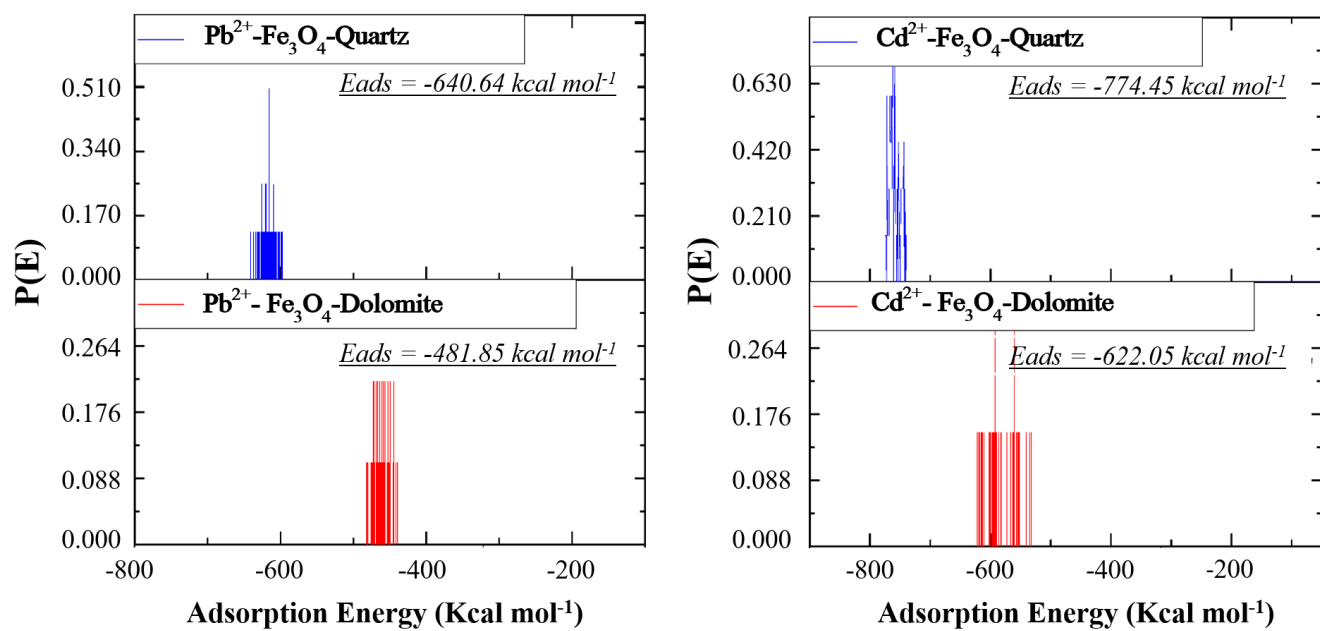 Pb²⁺-Fe₃O₄-Quartz
Eads = -640.64 kcal mol⁻¹
0.510
0.340
0.170
0.000
P(E)
Pb²⁺- Fe₃O₄-Dolomite
Eads = -481.85 kcal mol⁻¹
0.264
0.176
0.088
0.000
-800 -600 -400 -200
Adsorption Energy (Kcal mol⁻¹)
Cd²⁺-Fe₃O₄-Quartz
Eads = -774.45 kcal mol⁻¹
0.630
0.420
0.210
0.000
P(E)
Cd²⁺- Fe₃O₄-Dolomite
Eads = -622.05 kcal mol⁻¹
0.264
0.176
0.088
0.000
-800 -600 -400 -200
Adsorption Energy (Kcal mol⁻¹)